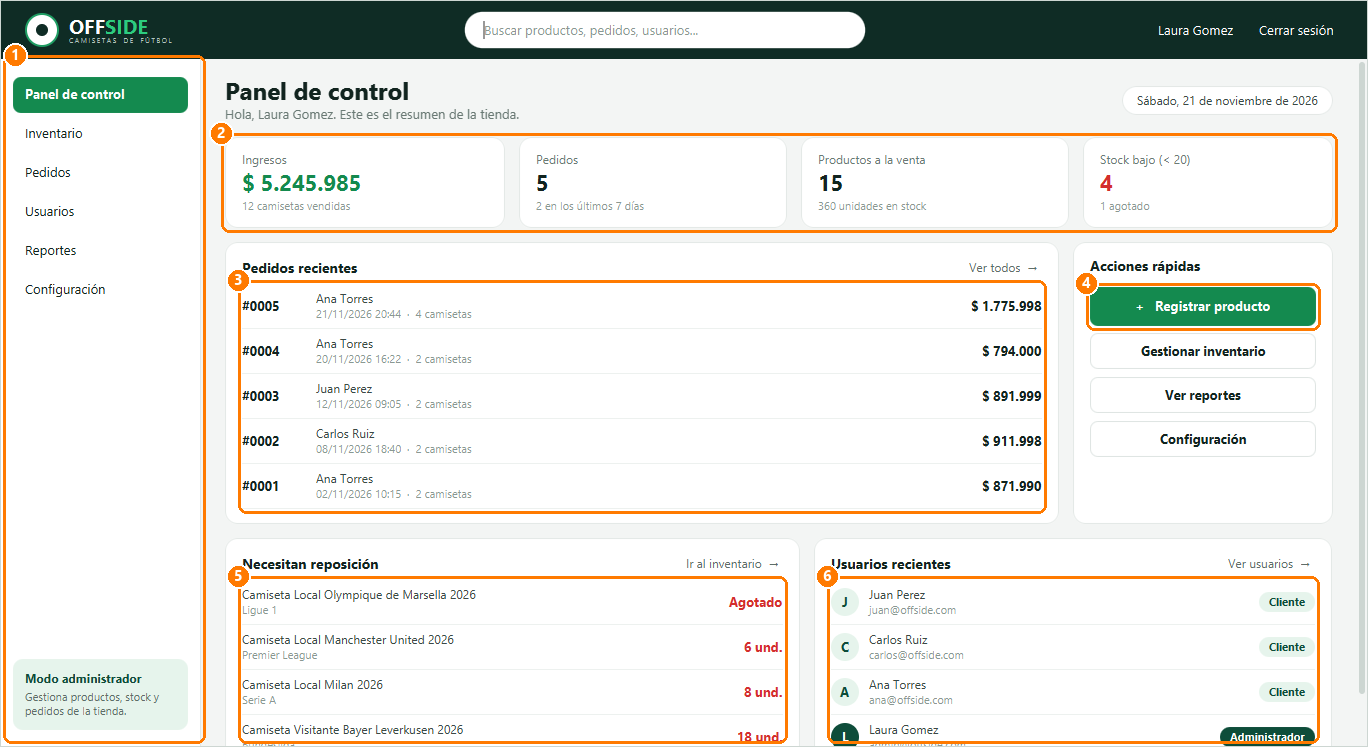 OFFSIDE
CAMISETAS DE FÚTBOL
Buscar productos, pedidos, usuarios...
Laura Gomez
Cerrar sesión
1
Panel de control
Inventario
Pedidos
Usuarios
Reportes
Configuración
Modo administrador
Gestiona productos, stock y
pedidos de la tienda.
Panel de control
Hola, Laura Gomez. Este es el resumen de la tienda.
Sábado, 21 de noviembre de 2026
2
Ingresos
$ 5.245.985
12 camisetas vendidas
Pedidos
5
2 en los últimos 7 días
Productos a la venta
15
360 unidades en stock
Stock bajo (< 20)
4
1 agotado
Pedidos recientes
Ver todos →
3
#0005
Ana Torres
21/11/2026 20:44 · 4 camisetas
$ 1.775.998
#0004
Ana Torres
20/11/2026 16:22 · 2 camisetas
$ 794.000
#0003
Juan Perez
12/11/2026 09:05 · 2 camisetas
$ 891.999
#0002
Carlos Ruiz
08/11/2026 18:40 · 2 camisetas
$ 911.998
#0001
Ana Torres
02/11/2026 10:15 · 2 camisetas
$ 871.990
Acciones rápidas
4
+ Registrar producto
Gestionar inventario
Ver reportes
Configuración
Necesitan reposición
Ir al inventario →
5
Camiseta Local Olympique de Marsella 2026
Ligue 1
Agotado
Camiseta Local Manchester United 2026
Premier League
6 und.
Camiseta Local Milan 2026
Serie A
8 und.
Camiseta Visitante Bayer Leverkusen 2026
18 und.
Usuarios recientes
Ver usuarios →
6
J
Juan Perez
juan@offside.com
Cliente
C
Carlos Ruiz
carlos@offside.com
Cliente
A
Ana Torres
ana@offside.com
Cliente
L
Laura Gomez
Administrador